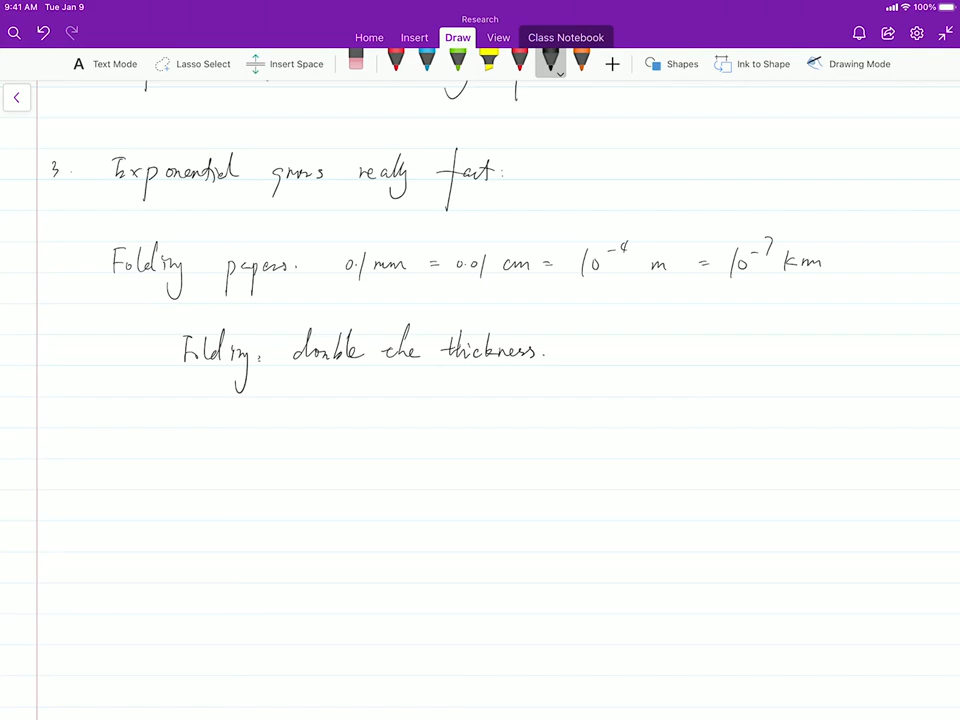 9:41 AM Tue Jan 9
100%
Research
Home Insert Draw View Class Notebook
Text Mode Lasso Select Insert Space Shapes Ink to Shape Drawing Mode
3. Exponential grows really fast:
Folding papers. 0.1 mm = 0.01 cm = 10⁻⁴ m = 10⁻⁷ km
Folding: double the thickness.